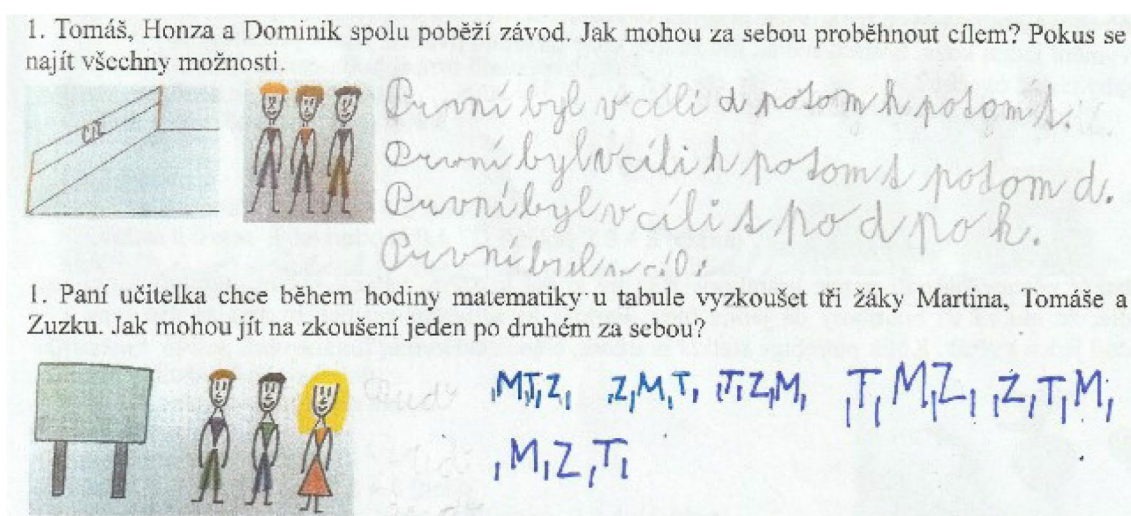 1. Tomáš, Honza a Dominik spolu poběží závod. Jak mohou za sebou proběhnout cílem? Pokus se
najít všechny možnosti.
CÍL
První byl v cíli d potom h potom t.
První byl v cíli h potom t potom d.
První byl v cíli t po d po h.
První byl v cíli
1. Paní učitelka chce během hodiny matematiky u tabule vyzkoušet tři žáky Martina, Tomáše a
Zuzku. Jak mohou jít na zkoušení jeden po druhém za sebou?
,M,T,Z, ,Z,M,T, ,T,Z,M, ,T,M,Z, ,Z,T,M,
,M,Z,T,